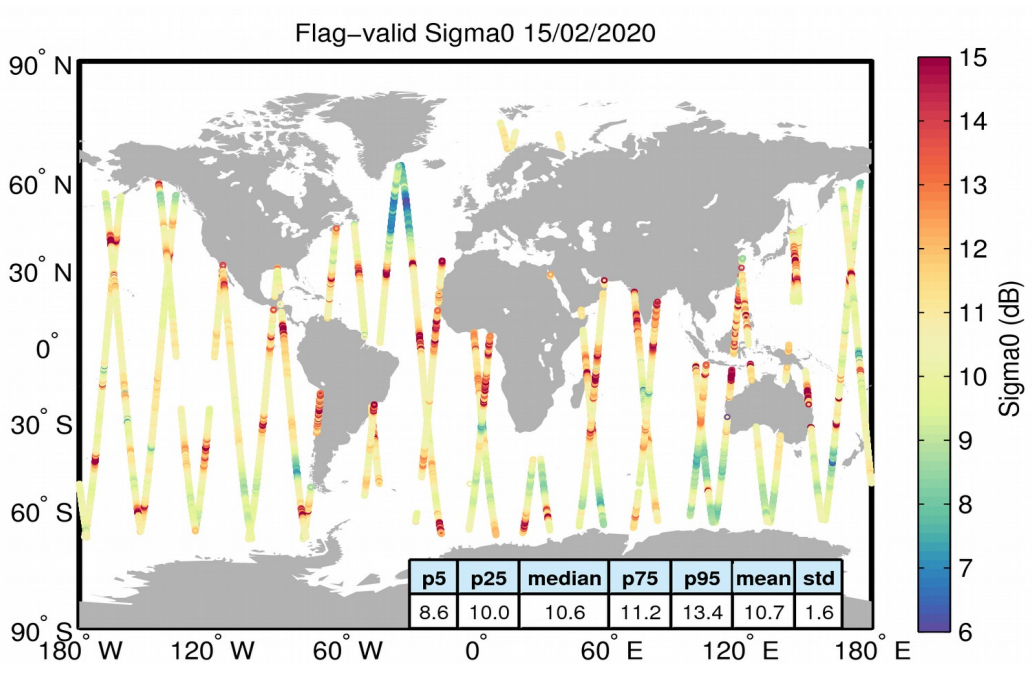 Flag−valid Sigma0 15/02/2020
90° N
60° N
30° N
0°
30° S
60° S
90° S
180° W
120° W
60° W
0°
60° E
120° E
180° E
p5 p25 median p75 p95 mean std
8.6 10.0 10.6 11.2 13.4 10.7 1.6
15
14
13
12
11
10
9
8
7
6
Sigma0 (dB)